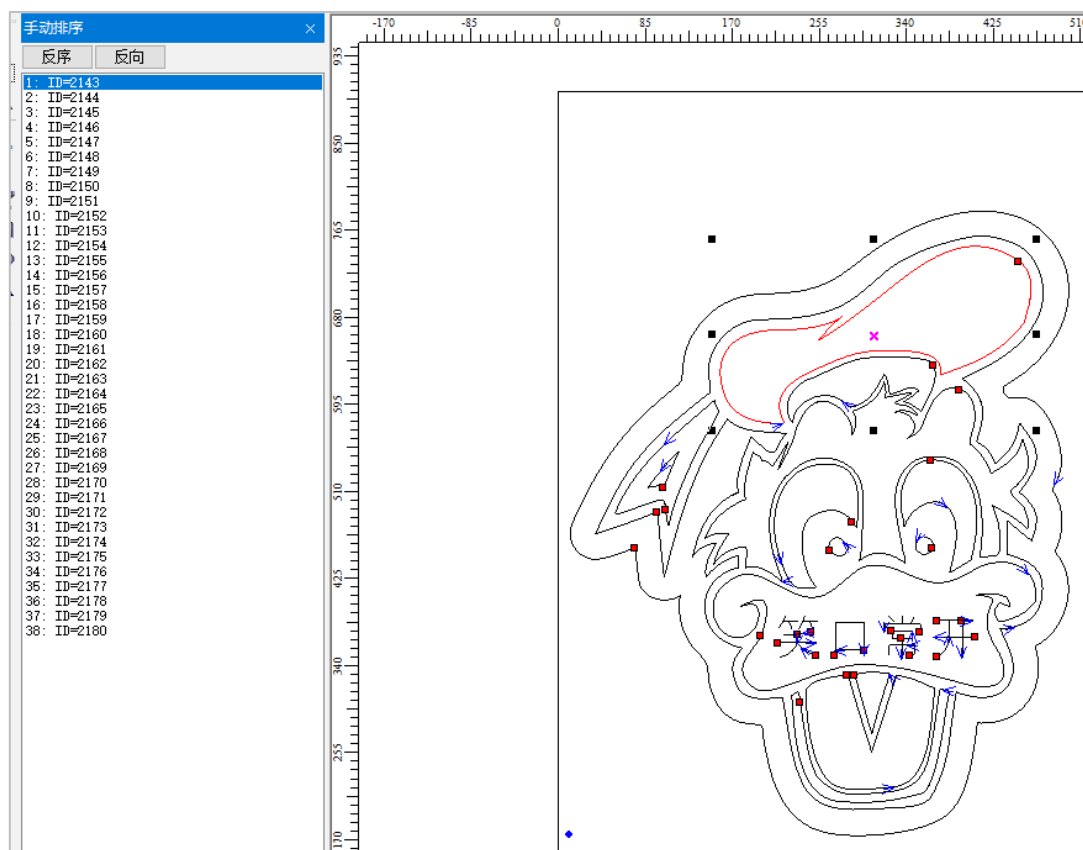 手动排序
反序 反向
1: ID=2143
2: ID=2144
3: ID=2145
4: ID=2146
5: ID=2147
6: ID=2148
7: ID=2149
8: ID=2150
9: ID=2151
10: ID=2152
11: ID=2153
12: ID=2154
13: ID=2155
14: ID=2156
15: ID=2157
16: ID=2158
17: ID=2159
18: ID=2160
19: ID=2161
20: ID=2162
21: ID=2163
22: ID=2164
23: ID=2165
24: ID=2166
25: ID=2167
26: ID=2168
27: ID=2169
28: ID=2170
29: ID=2171
30: ID=2172
31: ID=2173
32: ID=2174
33: ID=2175
34: ID=2176
35: ID=2177
36: ID=2178
37: ID=2179
38: ID=2180
-170 -85 0 85 170 255 340 425 510
935
850
765
680
595
510
425
340
255
170
笑口常开